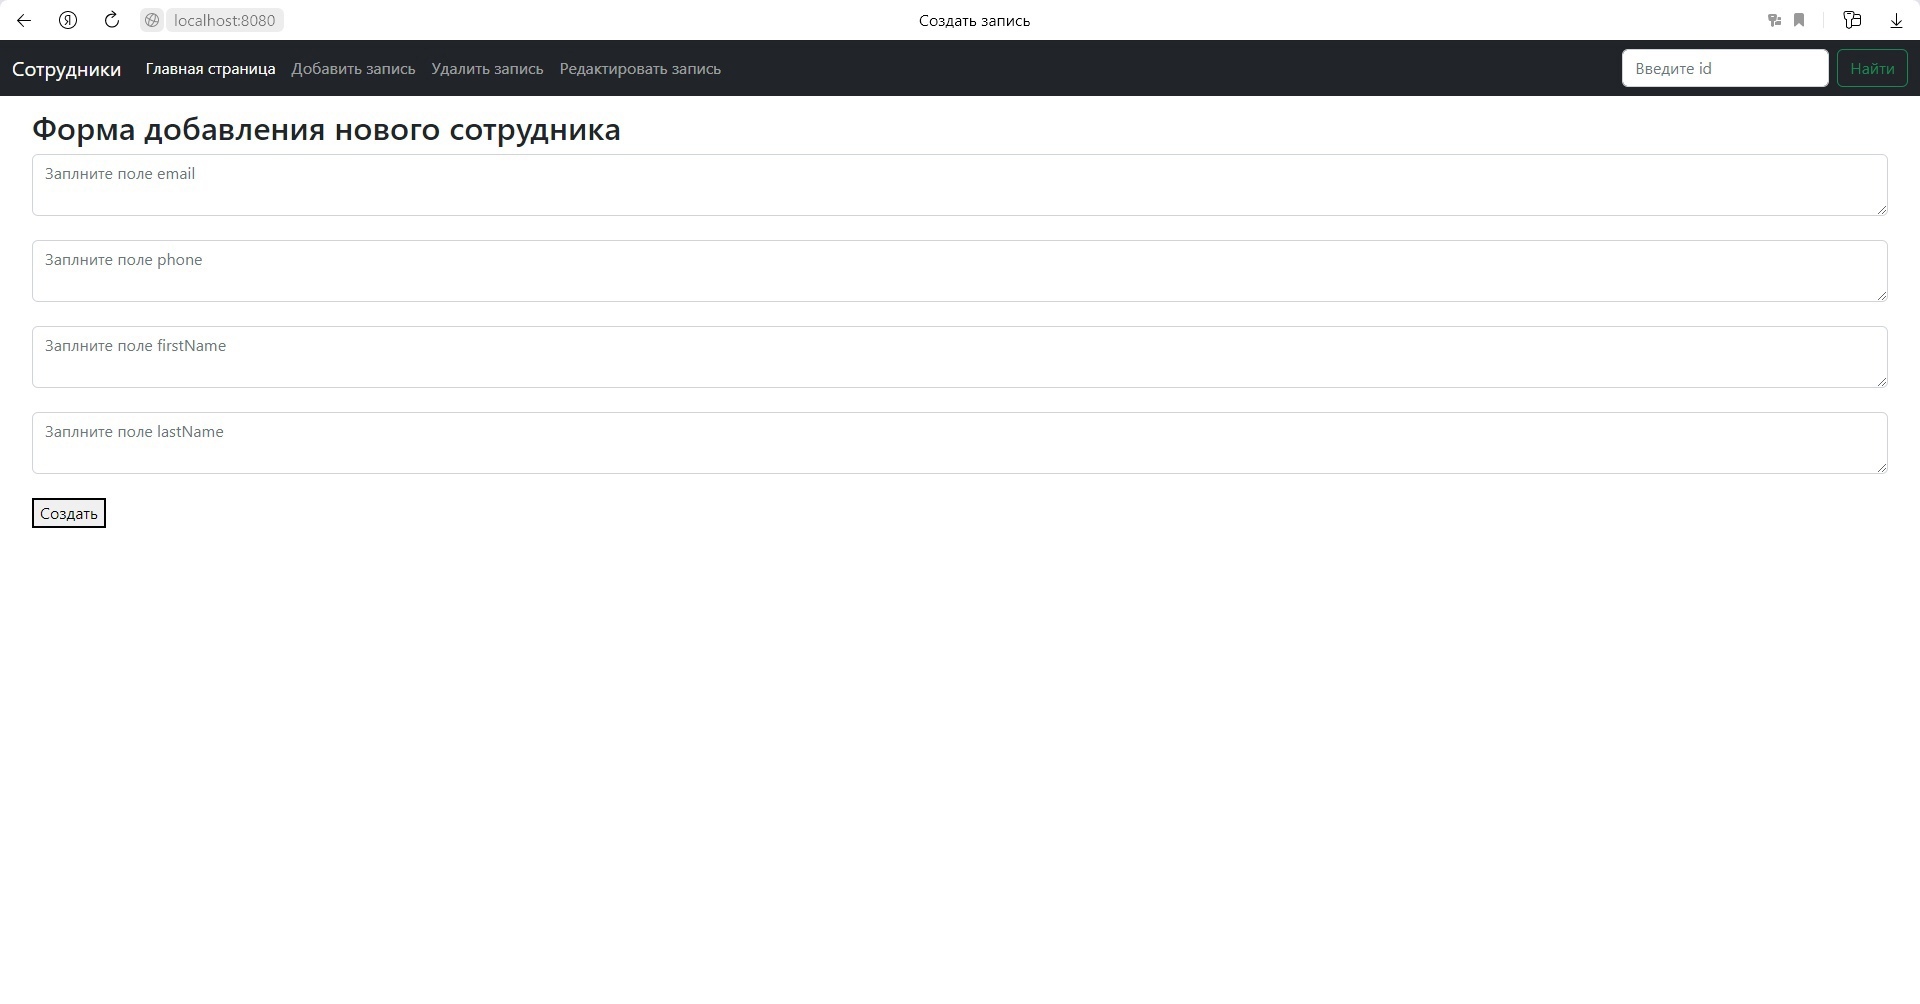 Я localhost:8080 Создать запись
Сотрудники Главная страница Добавить запись Удалить запись Редактировать запись Введите id Найти
Форма добавления нового сотрудника
Заплните поле email
Заплните поле phone
Заплните поле firstName
Заплните поле lastName
Создать